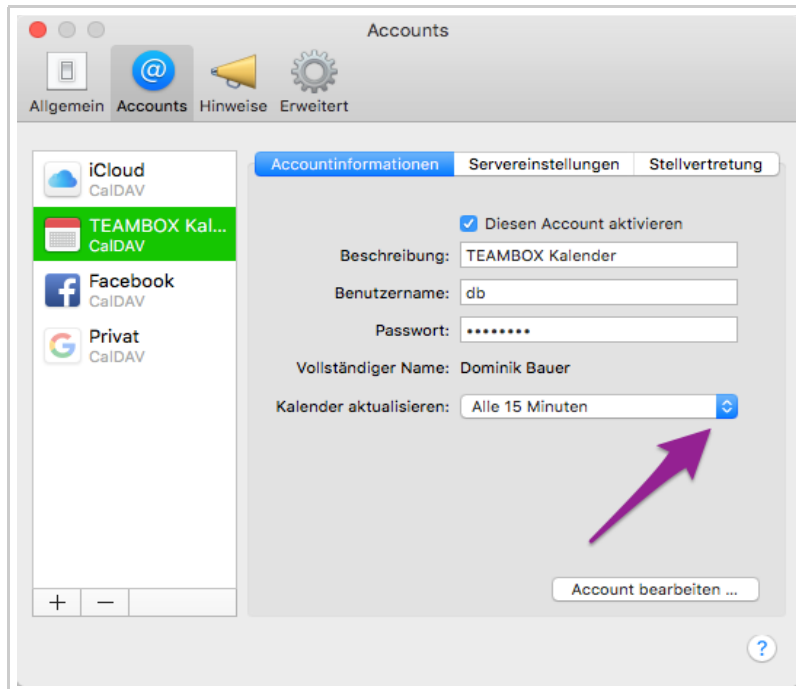 Accounts
Allgemein Accounts Hinweise Erweitert
iCloud
CalDAV
TEAMBOX Kal...
CalDAV
Facebook
CalDAV
Privat
CalDAV
+ −
Accountinformationen Servereinstellungen Stellvertretung
Diesen Account aktivieren
Beschreibung: TEAMBOX Kalender
Benutzername: db
Passwort: ••••••••
Vollständiger Name: Dominik Bauer
Kalender aktualisieren: Alle 15 Minuten
Account bearbeiten ...
?